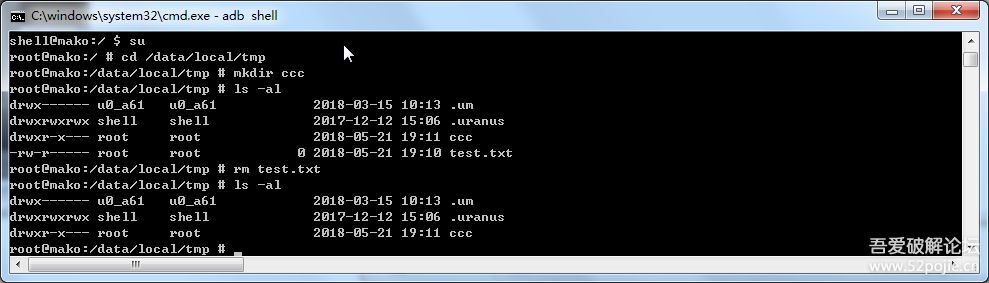 C:\windows\system32\cmd.exe - adb  shell
shell@mako:/ $ su
root@mako:/ # cd /data/local/tmp
root@mako:/data/local/tmp # mkdir ccc
root@mako:/data/local/tmp # ls -al
drwx------ u0_a61   u0_a61            2018-03-15 10:13 .um
drwxrwxrwx shell    shell             2017-12-12 15:06 .uranus
drwxr-x--- root     root              2018-05-21 19:11 ccc
-rw-r----- root     root            0 2018-05-21 19:10 test.txt
root@mako:/data/local/tmp # rm test.txt
root@mako:/data/local/tmp # ls -al
drwx------ u0_a61   u0_a61            2018-03-15 10:13 .um
drwxrwxrwx shell    shell             2017-12-12 15:06 .uranus
drwxr-x--- root     root              2018-05-21 19:11 ccc
root@mako:/data/local/tmp #
吾爱破解论坛
www.52pojie.cn